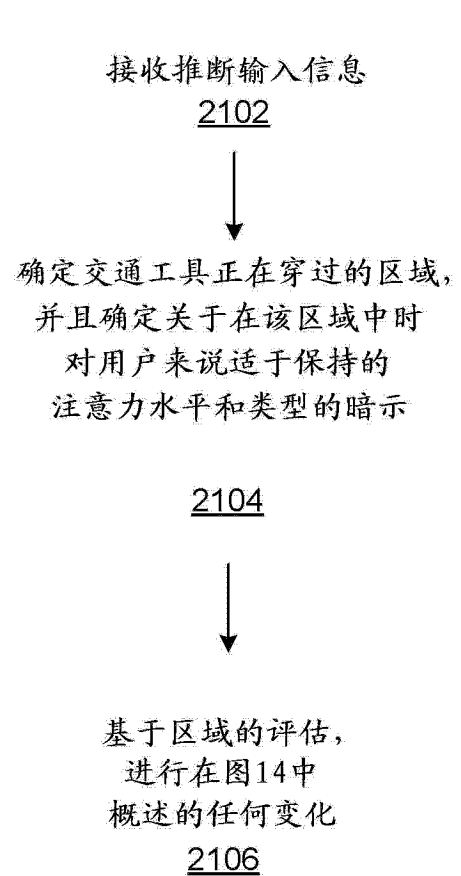 接收推断输入信息
2102
确定交通工具正在穿过的区域，
并且确定关于在该区域中时
对用户来说适于保持的
注意力水平和类型的暗示
2104
基于区域的评估，
进行在图14中
概述的任何变化
2106